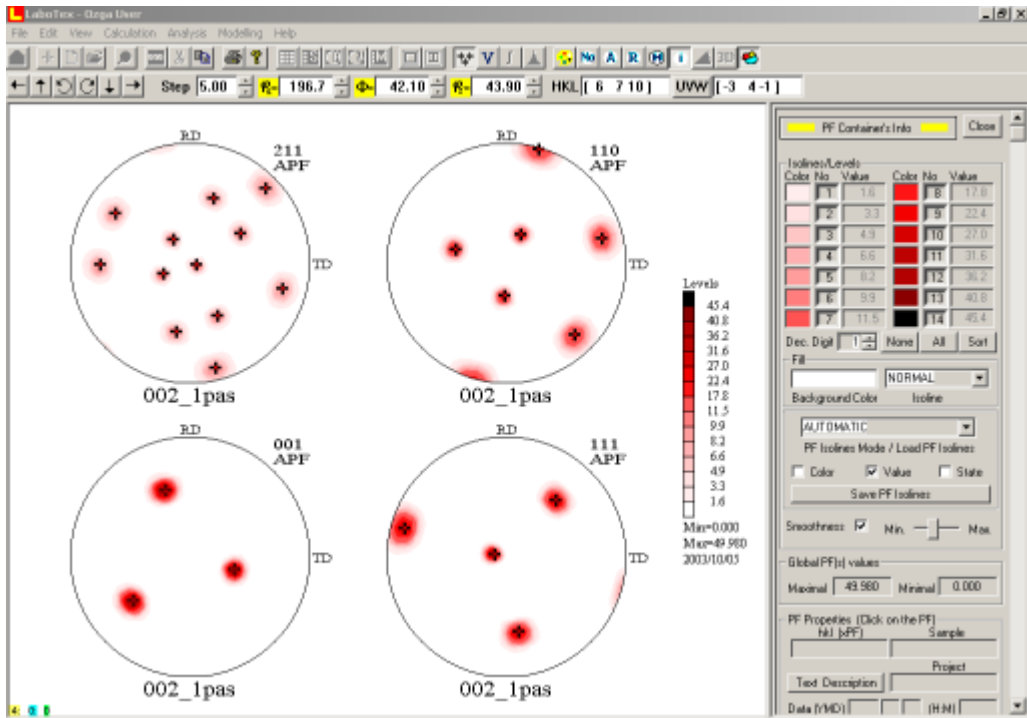 LaboTex - Ozga User
File Edit View Calculation Analysis Modelling Help
No A R M i 3D
Step 5.00 φ₁= 196.7 Φ= 42.10 φ₂= 43.90 HKL [ 6 7 10 ] UVW [ -3 4 -1 ]
RD
211
APF
TD
002_1pas
RD
110
APF
TD
002_1pas
RD
001
APF
TD
002_1pas
RD
111
APF
TD
002_1pas
Levels
45.4
40.8
36.2
31.6
27.0
22.4
17.8
11.5
9.9
8.2
6.6
4.9
3.3
1.6
Min=0.000
Max=49.980
2003/10/05
PF Container's Info Close
Isolines/Levels
Color No Value Color No Value
1 1.6 8 17.8
2 3.3 9 22.4
3 4.9 10 27.0
4 6.6 11 31.6
5 8.2 12 36.2
6 9.9 13 40.8
7 11.5 14 45.4
Dec. Digit 1 None All Sort
Fill
NORMAL
Background Color Isoline
AUTOMATIC
PF Isolines Mode / Load PF Isolines
Color Value State
Save PF Isolines
Smoothness Min. Max.
Global PF(s) values
Maximal 49.980 Minimal 0.000
PF Properties (Click on the PF)
hkl (xPF) Sample
Project
Text Description
Data (YMD) (H:M)
4: 0: 0